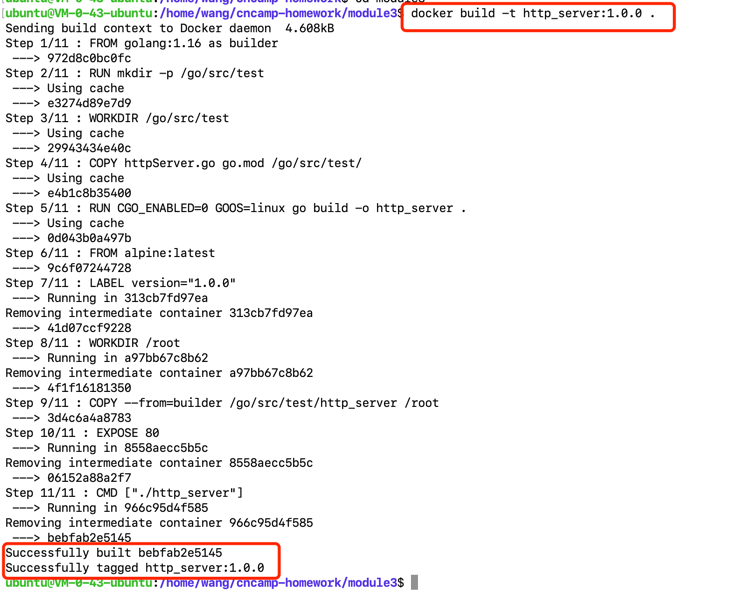 [ubuntu@VM-0-43-ubuntu:/home/wang/cncamp-homework/module3$ docker build -t http_server:1.0.0 .
Sending build context to Docker daemon  4.608kB
Step 1/11 : FROM golang:1.16 as builder
 ---> 972d8c0bc0fc
Step 2/11 : RUN mkdir -p /go/src/test
 ---> Using cache
 ---> e3274d89e7d9
Step 3/11 : WORKDIR /go/src/test
 ---> Using cache
 ---> 29943434e40c
Step 4/11 : COPY httpServer.go go.mod /go/src/test/
 ---> Using cache
 ---> e4b1c8b35400
Step 5/11 : RUN CGO_ENABLED=0 GOOS=linux go build -o http_server .
 ---> Using cache
 ---> 0d043b0a497b
Step 6/11 : FROM alpine:latest
 ---> 9c6f07244728
Step 7/11 : LABEL version="1.0.0"
 ---> Running in 313cb7fd97ea
Removing intermediate container 313cb7fd97ea
 ---> 41d07ccf9228
Step 8/11 : WORKDIR /root
 ---> Running in a97bb67c8b62
Removing intermediate container a97bb67c8b62
 ---> 4f1f16181350
Step 9/11 : COPY --from=builder /go/src/test/http_server /root
 ---> 3d4c6a4a8783
Step 10/11 : EXPOSE 80
 ---> Running in 8558aecc5b5c
Removing intermediate container 8558aecc5b5c
 ---> 06152a88a2f7
Step 11/11 : CMD ["./http_server"]
 ---> Running in 966c95d4f585
Removing intermediate container 966c95d4f585
 ---> bebfab2e5145
Successfully built bebfab2e5145
Successfully tagged http_server:1.0.0
ubuntu@VM-0-43-ubuntu:/home/wang/cncamp-homework/module3$